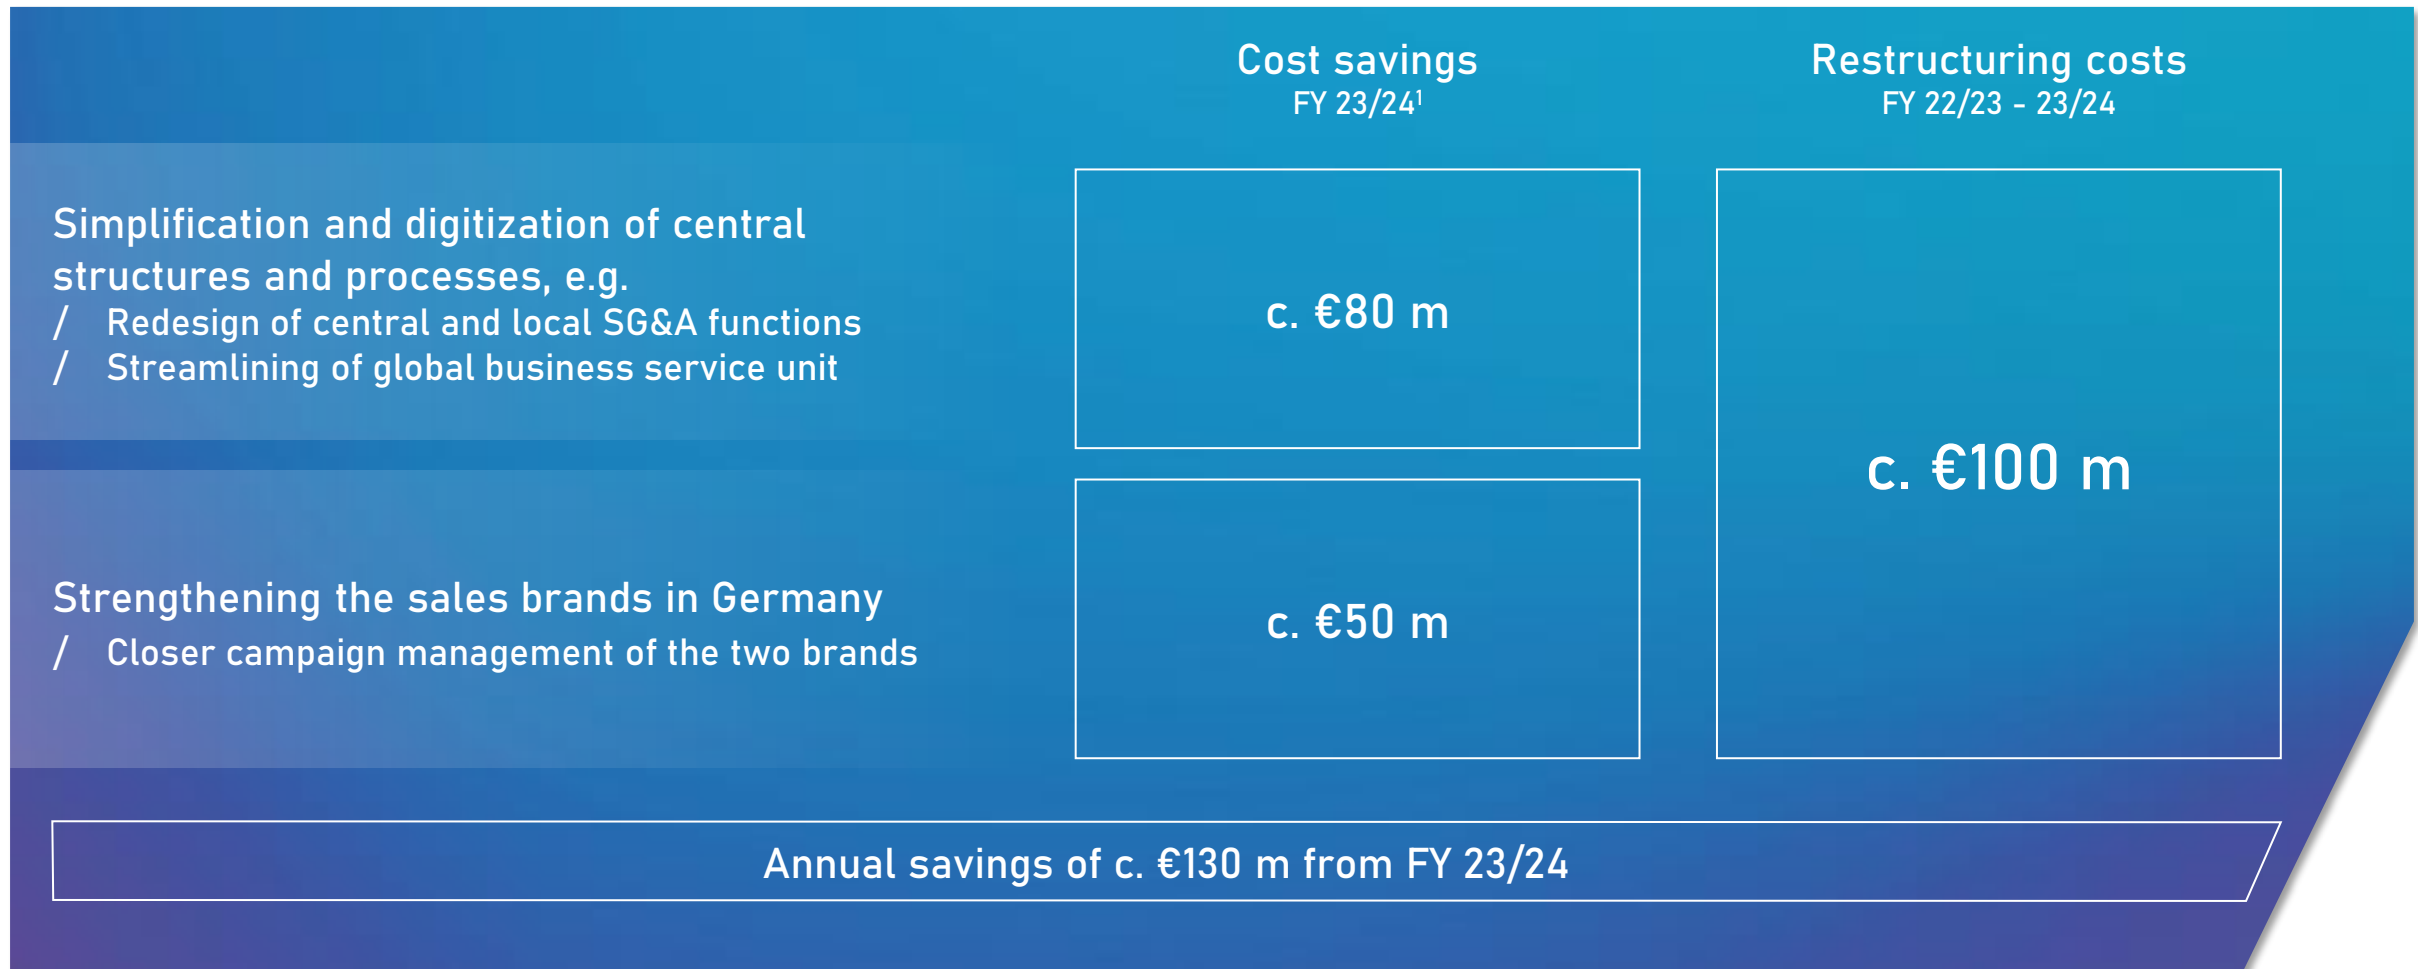 Cost savings
FY 23/24¹
Restructuring costs
FY 22/23 - 23/24
Simplification and digitization of central
structures and processes, e.g.
/ Redesign of central and local SG&A functions
/ Streamlining of global business service unit
c. €80 m
c. €100 m
Strengthening the sales brands in Germany
/ Closer campaign management of the two brands
c. €50 m
Annual savings of c. €130 m from FY 23/24